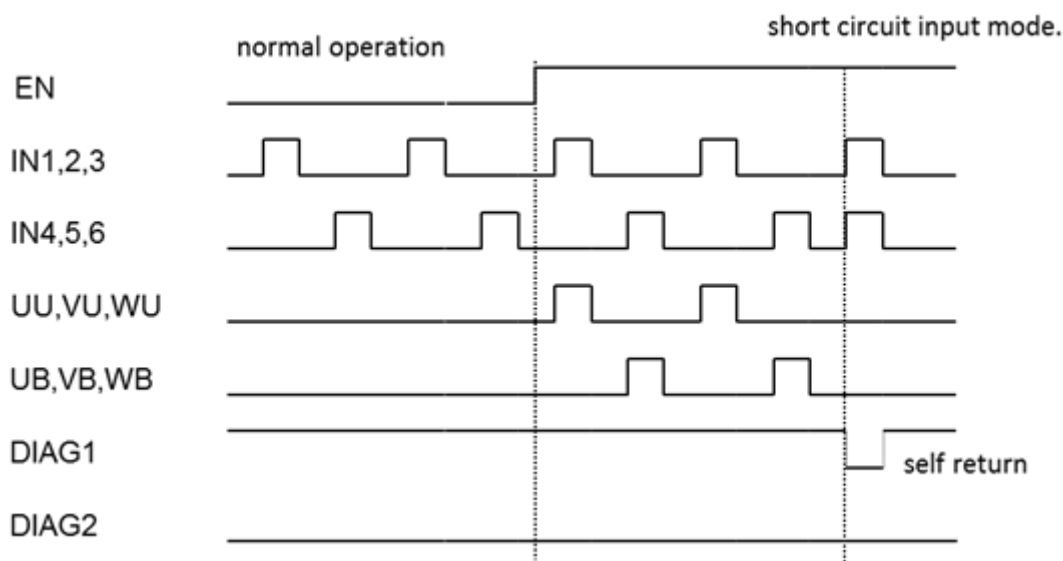 short circuit input mode.
normal operation
EN
IN1,2,3
IN4,5,6
UU,VU,WU
UB,VB,WB
DIAG1
self return
DIAG2